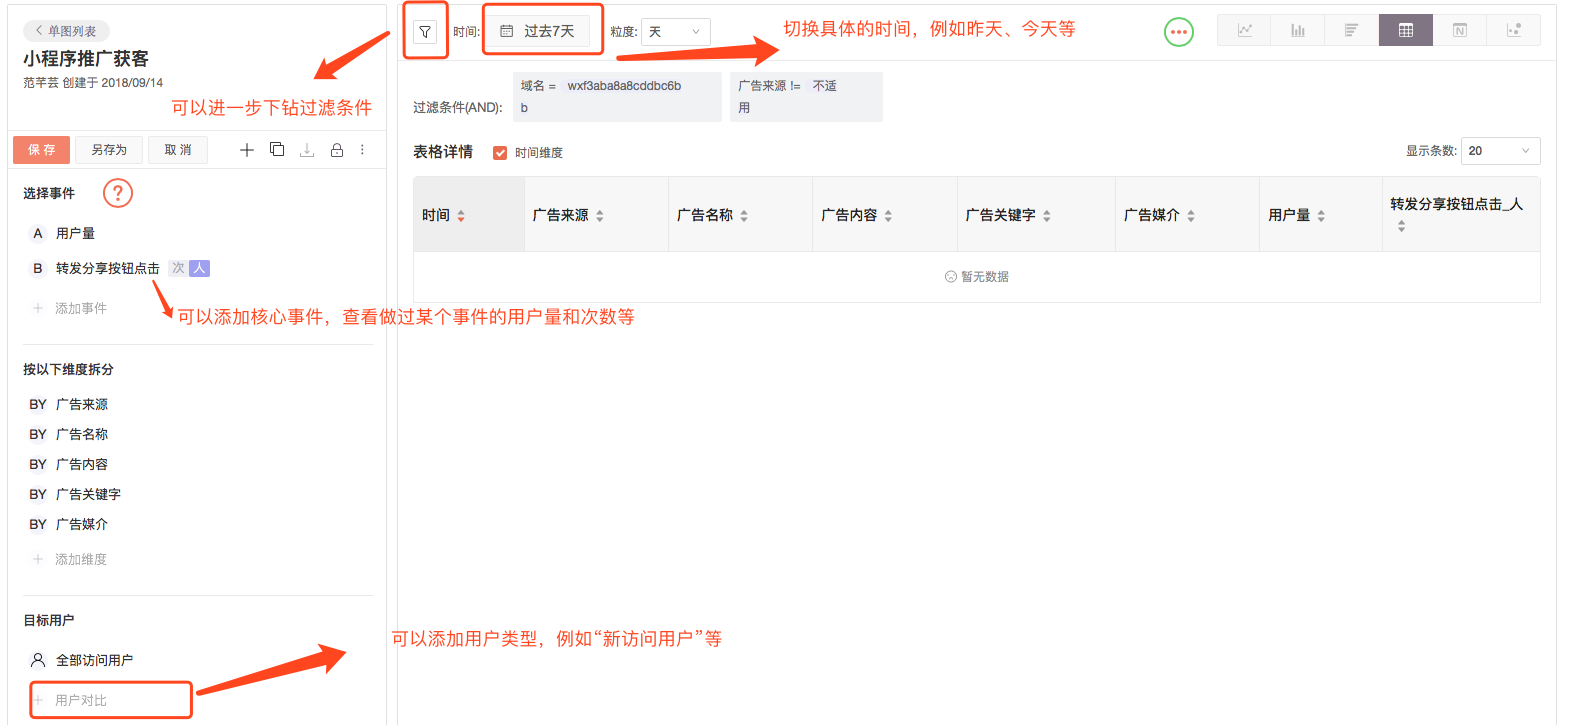 单图列表
小程序推广获客
范芊芸 创建于 2018/09/14
可以进一步下钻过滤条件
保 存
另存为
取 消
选择事件
?
A 用户量
B 转发分享按钮点击 次 人
+ 添加事件
可以添加核心事件，查看做过某个事件的用户量和次数等
按以下维度拆分
BY 广告来源
BY 广告名称
BY 广告内容
BY 广告关键字
BY 广告媒介
+ 添加维度
目标用户
全部访问用户
+ 用户对比
可以添加用户类型，例如“新访问用户”等
时间: 过去7天 粒度: 天
切换具体的时间，例如昨天、今天等
过滤条件(AND):
域名 = wxf3aba8a8cddbc6b
b
广告来源 != 不适
用
表格详情 时间维度
显示条数: 20
时间 广告来源 广告名称 广告内容 广告关键字 广告媒介 用户量 转发分享按钮点击_人
暂无数据